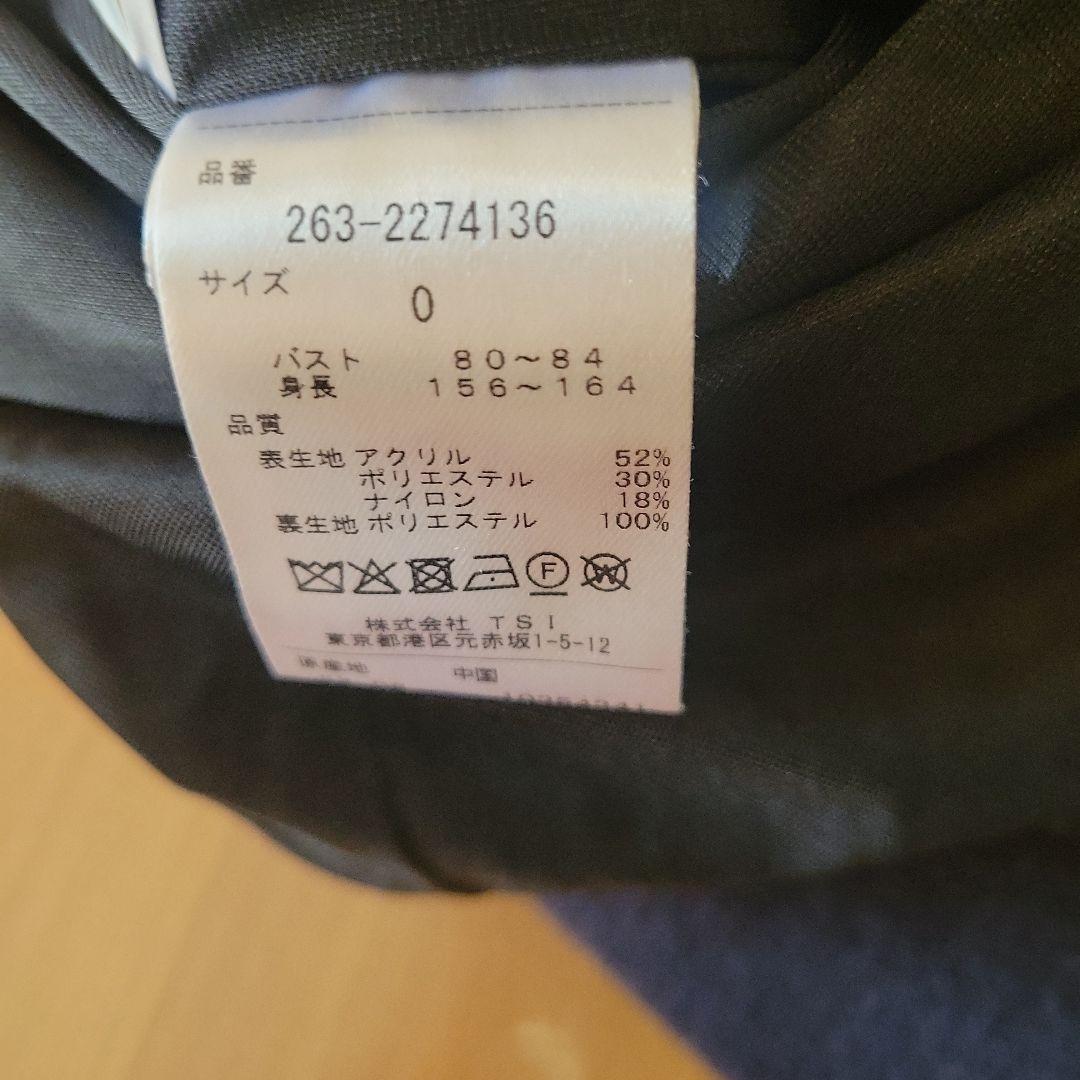 品番
263-2274136
サイズ
0
バスト 80～84
身長 156～164
品質
表生地 アクリル 52%
ポリエステル 30%
ナイロン 18%
裏生地 ポリエステル 100%
F
W
株式会社 TSI
東京都港区元赤坂1-5-12
原産地 中国